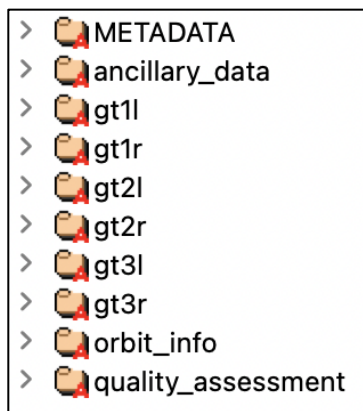 METADATA
ancillary_data
gt1l
gt1r
gt2l
gt2r
gt3l
gt3r
orbit_info
quality_assessment